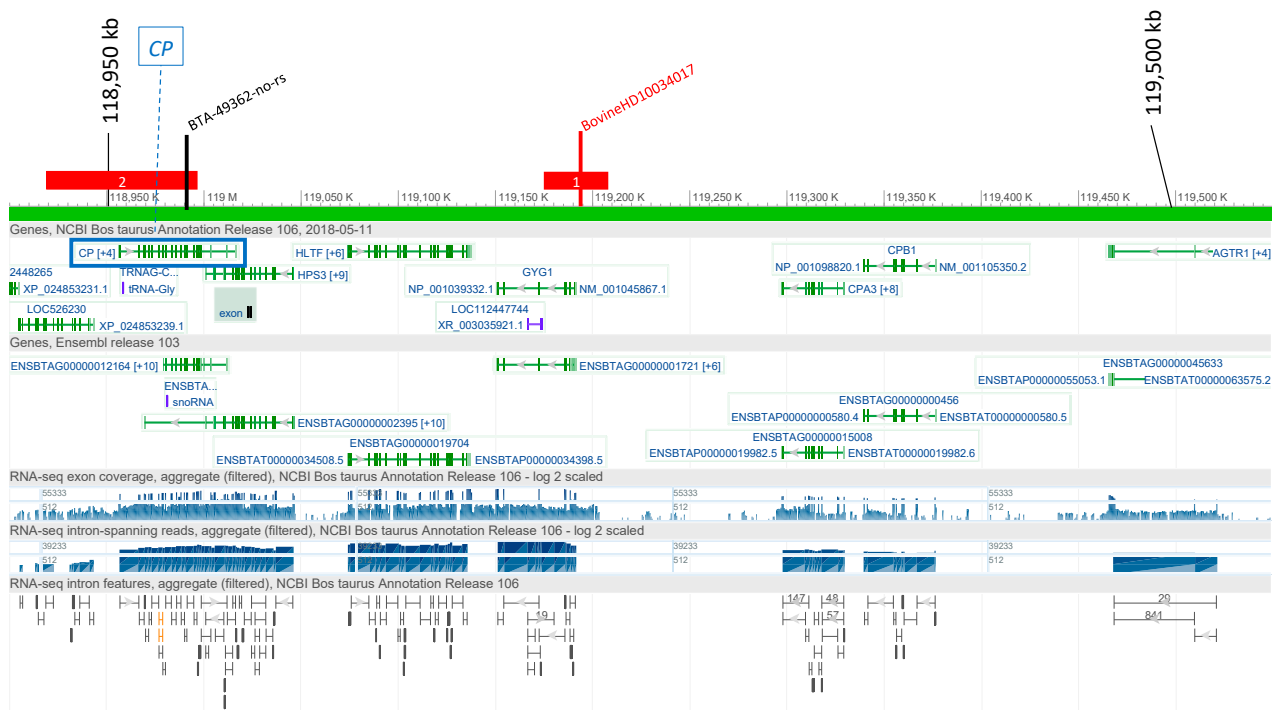 118,950 kb
CP
BTA-49362-no-rs
BovineHD10034017
119,500 kb
2
1
118,950 K
119 M
119,050 K
119,100 K
119,150 K
119,200 K
119,250 K
119,300 K
119,350 K
119,400 K
119,450 K
119,500 K
Genes, NCBI Bos taurus Annotation Release 106, 2018-05-11
CP [+4]
HLTF [+6]
CPB1
AGTR1 [+4]
NP_001098820.1
NM_001105350.2
2448265
TRNAG-C...
HPS3 [+9]
GYG1
XP_024853231.1
tRNA-Gly
NP_001039332.1
NM_001045867.1
CPA3 [+8]
LOC526230
exon
LOC112447744
XP_024853239.1
XR_003035921.1
Genes, Ensembl release 103
ENSBTAG00000012164 [+10]
ENSBTAG00000001721 [+6]
ENSBTAG00000045633
ENSBTAP00000055053.1
ENSBTAT00000063575.2
ENSBTA...
snoRNA
ENSBTAG00000000456
ENSBTAP00000000580.4
ENSBTAT00000000580.5
ENSBTAG00000002395 [+10]
ENSBTAG00000019704
ENSBTAG00000015008
ENSBTAT00000034508.5
ENSBTAP00000034398.5
ENSBTAP00000019982.5
ENSBTAT00000019982.6
RNA-seq exon coverage, aggregate (filtered), NCBI Bos taurus Annotation Release 106 - log 2 scaled
55333
55333
55333
55333
512
512
512
512
RNA-seq intron-spanning reads, aggregate (filtered), NCBI Bos taurus Annotation Release 106 - log 2 scaled
39233
39233
39233
39233
512
512
512
512
RNA-seq intron features, aggregate (filtered), NCBI Bos taurus Annotation Release 106
147
48
29
19
57
841